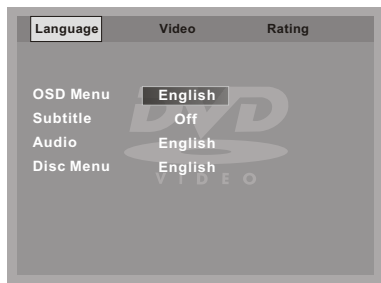 Language Video Rating
OSD Menu English
Subtitle Off
Audio English
Disc Menu English
DVD
VIDEO